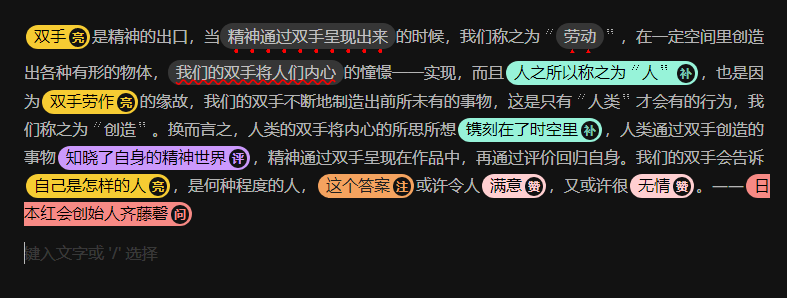 双手亮是精神的出口，当精神通过双手呈现出来的时候，我们称之为“劳动”，在一定空间里创造
出各种有形的物体，我们的双手将人们内心的憧憬一一实现，而且人之所以称之为“人”补，也是因
为双手劳作亮的缘故，我们的双手不断地制造出前所未有的事物，这是只有“人类”才会有的行为，我
们称之为“创造”。换而言之，人类的双手将内心的所思所想镌刻在了时空里补，人类通过双手创造的
事物知晓了自身的精神世界评，精神通过双手呈现在作品中，再通过评价回归自身。我们的双手会告诉
自己是怎样的人亮，是何种程度的人，这个答案注或许令人满意赞，又或许很无情赞。——日
本红会创始人齐藤磬问
键入文字或 '/' 选择